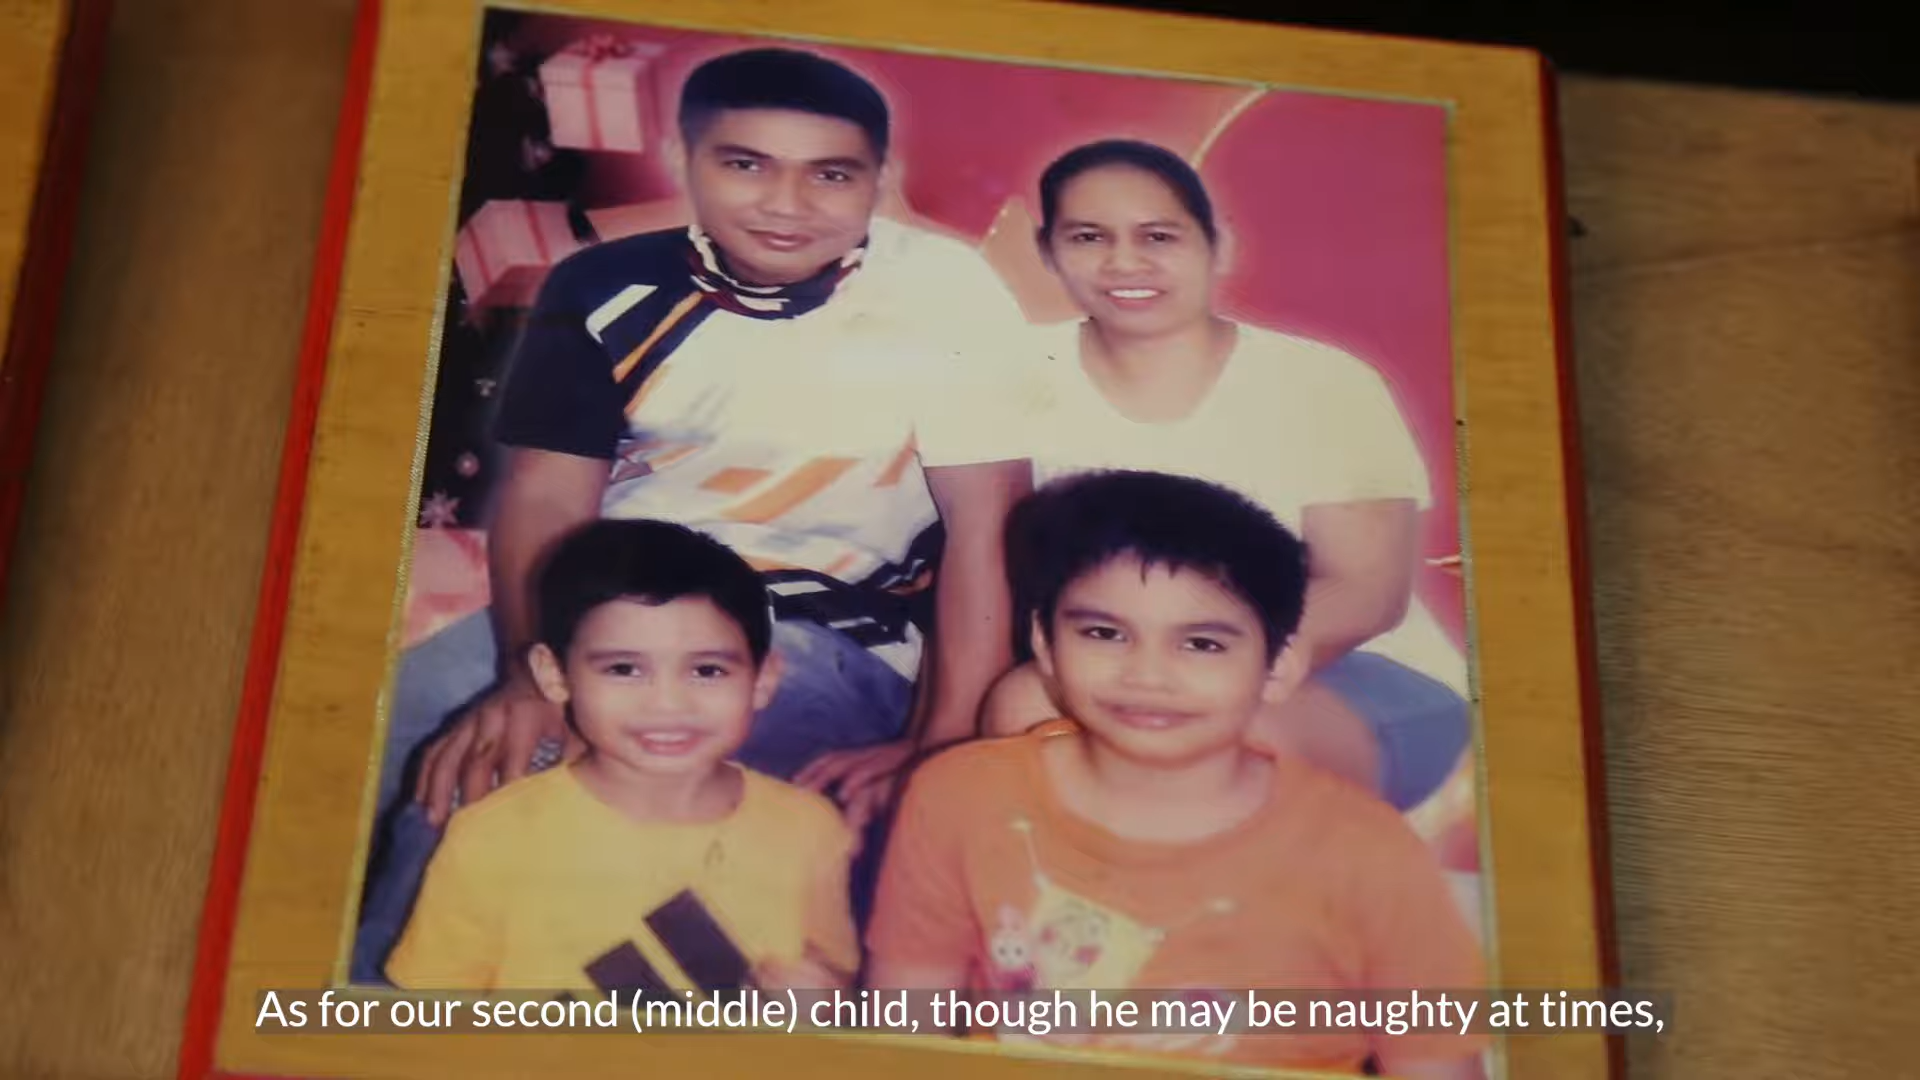 As for our second (middle) child, though he may be naughty at times,